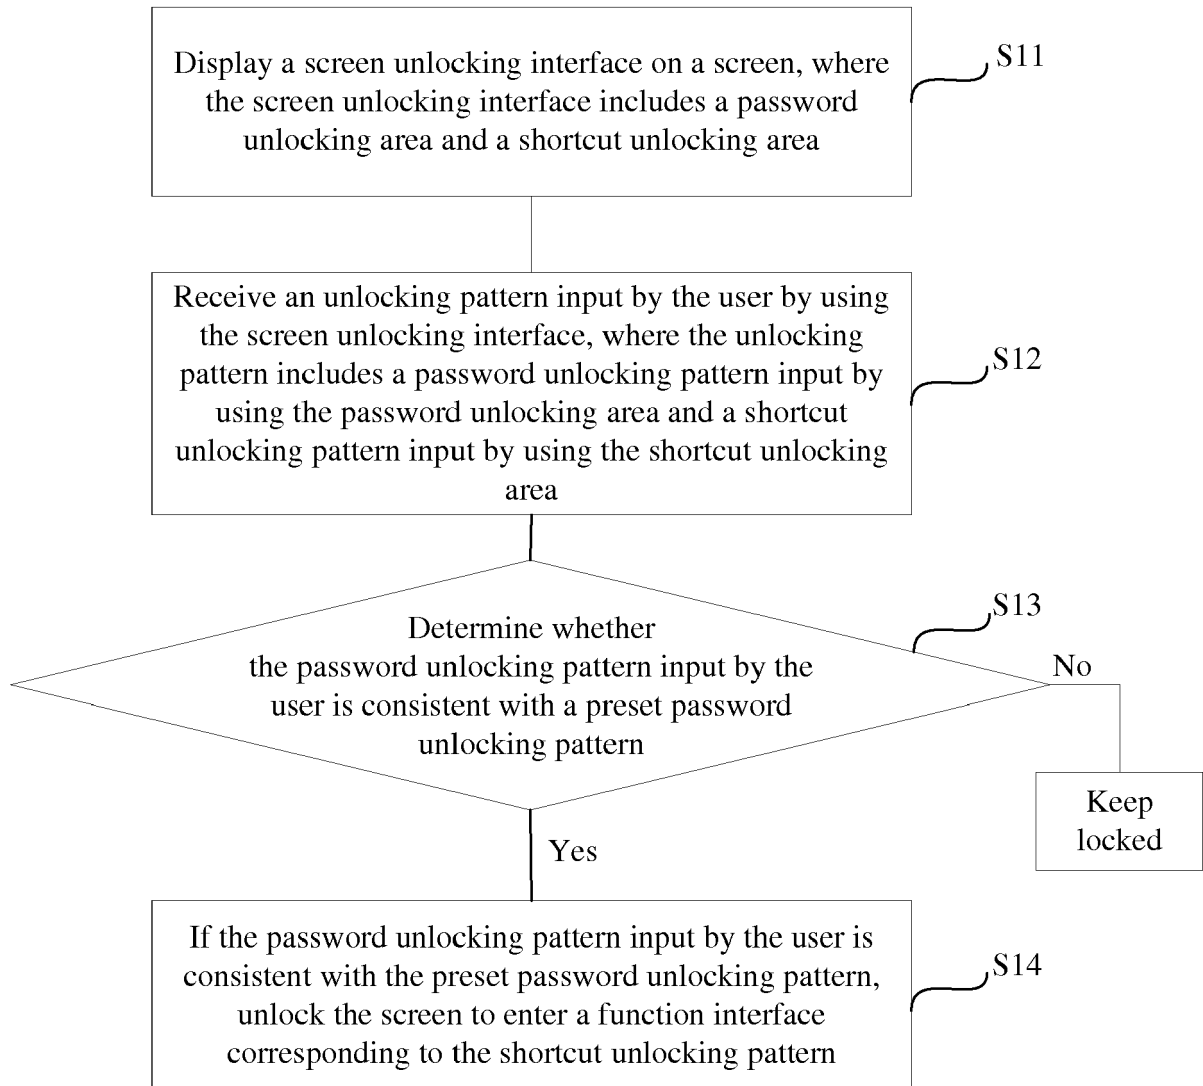 Display a screen unlocking interface on a screen, where
the screen unlocking interface includes a password
unlocking area and a shortcut unlocking area
S11
Receive an unlocking pattern input by the user by using
the screen unlocking interface, where the unlocking
pattern includes a password unlocking pattern input by
using the password unlocking area and a shortcut
unlocking pattern input by using the shortcut unlocking
area
S12
Determine whether
the password unlocking pattern input by the
user is consistent with a preset password
unlocking pattern
S13
No
Keep
locked
Yes
If the password unlocking pattern input by the user is
consistent with the preset password unlocking pattern,
unlock the screen to enter a function interface
corresponding to the shortcut unlocking pattern
S14